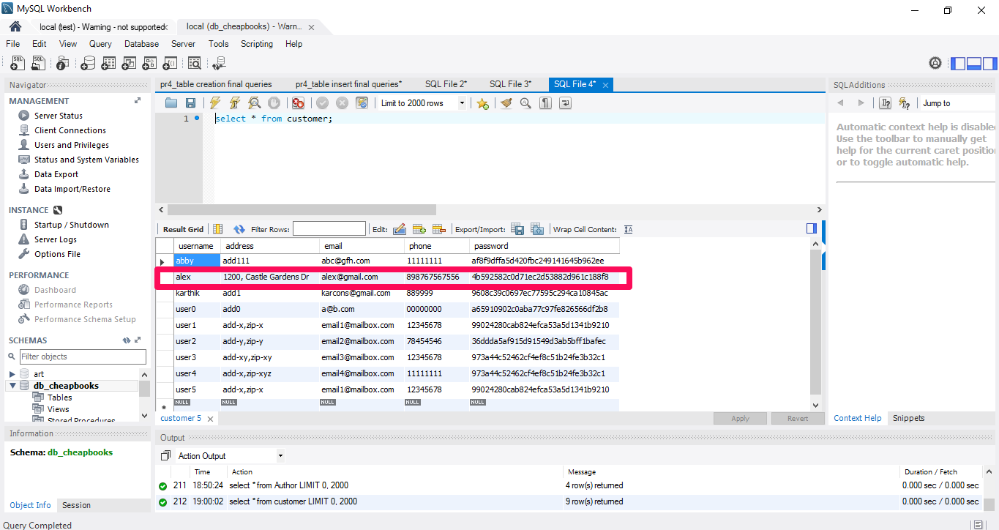 MySQL Workbench
local (test) - Warning - not supported
local (db_cheapbooks) - Warn...
File Edit View Query Database Server Tools Scripting Help
Navigator
MANAGEMENT
Server Status
Client Connections
Users and Privileges
Status and System Variables
Data Export
Data Import/Restore
INSTANCE
Startup / Shutdown
Server Logs
Options File
PERFORMANCE
Dashboard
Performance Reports
Performance Schema Setup
SCHEMAS
Filter objects
art
db_cheapbooks
Tables
Views
Stored Procedures
Information
Schema: db_cheapbooks
Object Info Session
Query Completed
pr4_table creation final queries pr4_table insert final queries* SQL File 2* SQL File 3* SQL File 4*
Limit to 2000 rows
1 select * from customer;
Result Grid Filter Rows: Edit: Export/Import: Wrap Cell Content:
username address email phone password
abby add111 abc@gfh.com 11111111 af8f9dffa5d420fbc249141645b962ee
alex 1200, Castle Gardens Dr alex@gmail.com 898767567556 4b592582c0d71ec2d53882d961c188f8
karthik add1 karcons@gmail.com 889999 9608c39c0697ec77595c294ca10845ac
user0 add0 a@b.com 00000000 a65910902c0aba77c97fe826566df2b8
user1 add-x,zip-x email1@mailbox.com 12345678 99024280cab824efca53a5d1341b9210
user2 add-y,zip-y email2@mailbox.com 78454546 36ddda5af915d91549d3ab5bff1bafec
user3 add-xy,zip-xy email3@mailbox.com 12345678 973a44c52462cf4ef8c51b24fe3b32c1
user4 add-x,zip-xyz email4@mailbox.com 11111111 973a44c52462cf4ef8c51b24fe3b32c1
user5 add-x,zip-x email1@mailbox.com 12345678 99024280cab824efca53a5d1341b9210
NULL NULL NULL NULL NULL
customer 5
Apply Revert
Output
Action Output
Time Action Message Duration / Fetch
211 18:50:24 select * from Author LIMIT 0, 2000 4 row(s) returned 0.000 sec / 0.000 sec
212 19:00:02 select * from customer LIMIT 0, 2000 9 row(s) returned 0.000 sec / 0.000 sec
SQLAdditions
Jump to
Automatic context help is disabled
Use the toolbar to manually get
help for the current caret position
or to toggle automatic help.
Context Help Snippets